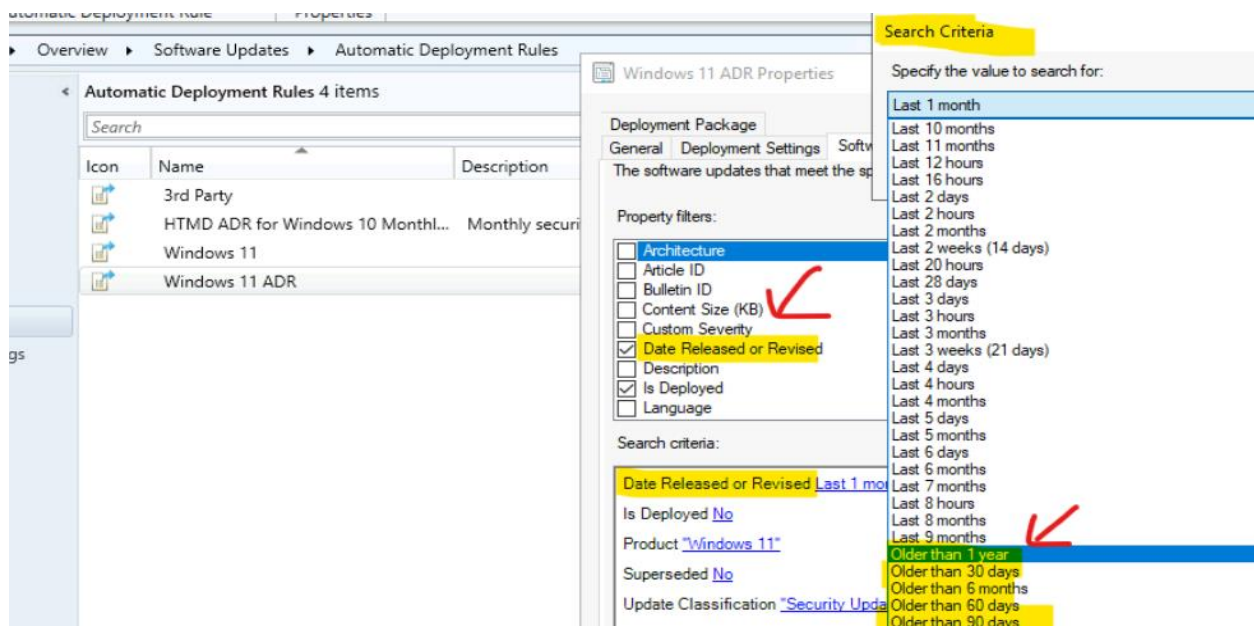 Automatic Deployment Rule Properties
Overview Software Updates Automatic Deployment Rules
Automatic Deployment Rules 4 items
Search
Icon Name Description
3rd Party
HTMD ADR for Windows 10 Monthl... Monthly securi
Windows 11
Windows 11 ADR
gs
Windows 11 ADR Properties
Deployment Package
General Deployment Settings Softw
The software updates that meet the sp
Property filters:
Architecture
Article ID
Bulletin ID
Content Size (KB)
Custom Severity
Date Released or Revised
Description
Is Deployed
Language
Search criteria:
Date Released or Revised Last 1 mo
Is Deployed No
Product "Windows 11"
Superseded No
Update Classification "Security Upda
Search Criteria
Specify the value to search for:
Last 1 month
Last 10 months
Last 11 months
Last 12 hours
Last 16 hours
Last 2 days
Last 2 hours
Last 2 months
Last 2 weeks (14 days)
Last 20 hours
Last 28 days
Last 3 days
Last 3 hours
Last 3 months
Last 3 weeks (21 days)
Last 4 days
Last 4 hours
Last 4 months
Last 5 days
Last 5 months
Last 6 days
Last 6 months
Last 7 months
Last 8 hours
Last 8 months
Last 9 months
Older than 1 year
Older than 30 days
Older than 6 months
Older than 60 days
Older than 90 days